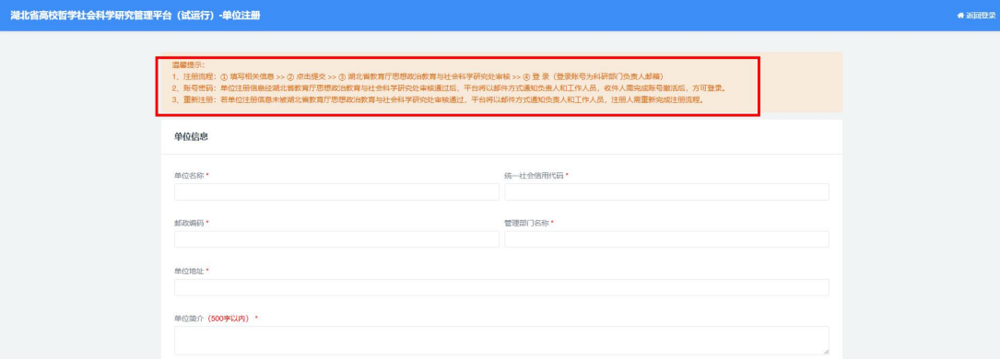 湖北省高校哲学社会科学研究管理平台（试运行）-单位注册
返回登录
温馨提示：
1、注册流程：① 填写相关信息 >> ② 点击提交 >> ③ 湖北省教育厅思想政治教育与社会科学研究处审核 >> ④ 登 录（登录账号为科研部门负责人邮箱）
2、账号密码：单位注册信息经湖北省教育厅思想政治教育与社会科学研究处审核通过后，平台将以邮件方式通知负责人和工作人员，收件人需完成账号激活后，方可登录。
3、重新注册：若单位注册信息未被湖北省教育厅思想政治教育与社会科学研究处审核通过，平台将以邮件方式通知负责人和工作人员，注册人需重新完成注册流程。
单位信息
单位名称 * 统一社会信用代码 *
邮政编码 * 管理部门名称 *
单位地址 *
单位简介（500字以内） *